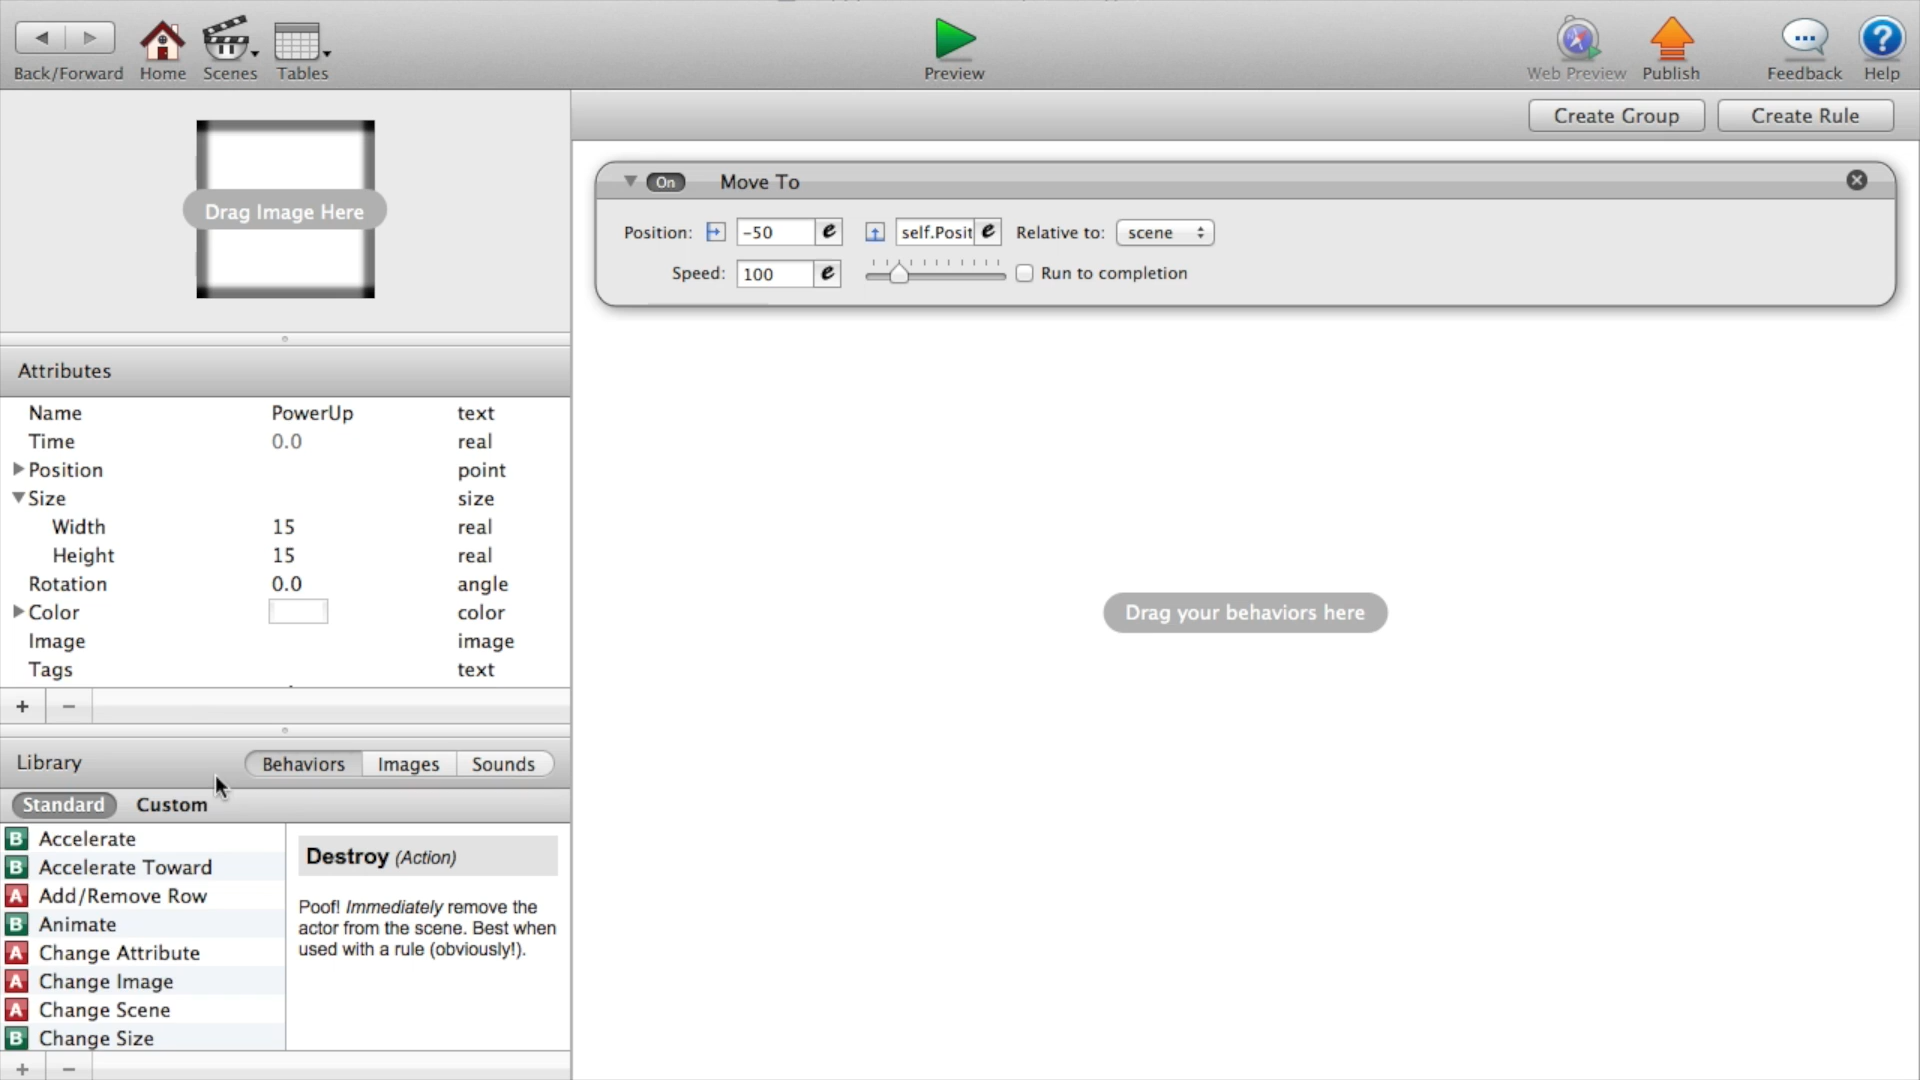 Back/Forward Home Scenes Tables Preview Web Preview Publish Feedback Help
Create Group Create Rule
Drag Image Here
On Move To
Position: -50 e self.Posit e Relative to: scene
Speed: 100 e Run to completion
Attributes
Name PowerUp text
Time 0.0 real
Position point
Size size
Width 15 real
Height 15 real
Rotation 0.0 angle
Color color
Image image
Tags text
+ −
Drag your behaviors here
Library Behaviors Images Sounds
Standard Custom
B Accelerate
B Accelerate Toward
A Add/Remove Row
B Animate
A Change Attribute
A Change Image
A Change Scene
B Change Size
Destroy (Action)
Poof! Immediately remove the
actor from the scene. Best when
used with a rule (obviously!).
+ −